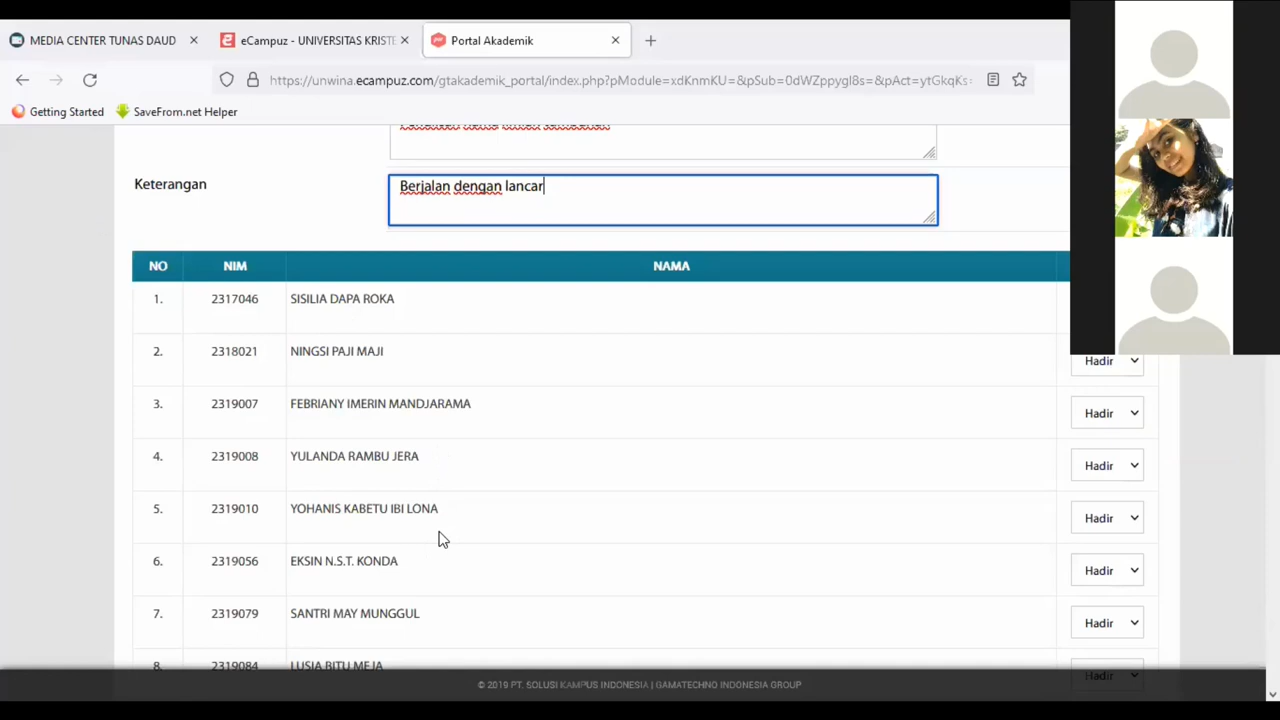 MEDIA CENTER TUNAS DAUD
eCampuz - UNIVERSITAS KRISTE
Portal Akademik
https://unwina.ecampuz.com/gtakademik_portal/index.php?pModule=xdKnmKU=&pSub=0dWZppygl8s=&pAct=ytGkqKs=
Getting Started
SaveFrom.net Helper
Keterangan
Berjalan dengan lancar
NO NIM NAMA
1. 2317046 SISILIA DAPA ROKA
2. 2318021 NINGSI PAJI MAJI Hadir
3. 2319007 FEBRIANY IMERIN MANDJARAMA Hadir
4. 2319008 YULANDA RAMBU JERA Hadir
5. 2319010 YOHANIS KABETU IBI LONA Hadir
6. 2319056 EKSIN N.S.T. KONDA Hadir
7. 2319079 SANTRI MAY MUNGGUL Hadir
8. 2319084 LUSIA BITU MEJA Hadir
© 2019 PT. SOLUSI KAMPUS INDONESIA | GAMATECHNO INDONESIA GROUP